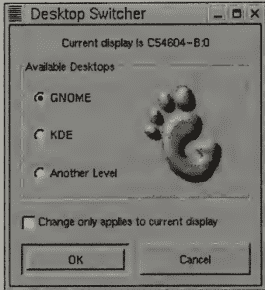 Desktop Switcher
Current display is C54604-B:0
Available Desktops
GNOME
KDE
Another Level
Change only applies to current display
OK
Cancel